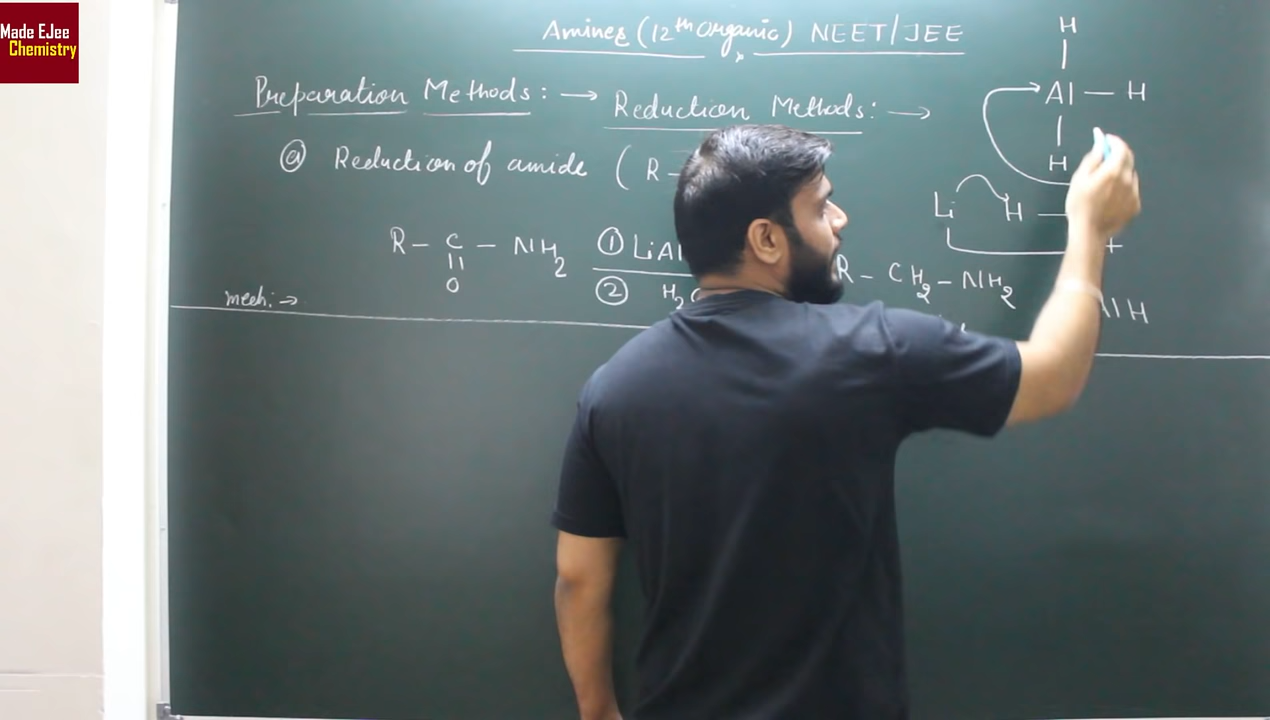 Made EJee
Chemistry
Amines (12th Organic) NEET/JEE
Preparation Methods: → Reduction Methods: →
ⓐ Reduction of amide ( R -
H
|
Al — H
|
H
Li H —
R - C - NH2 ① LiAl
|| 
O
② H2
R - CH2 - NH2
+
AlH
mech: →